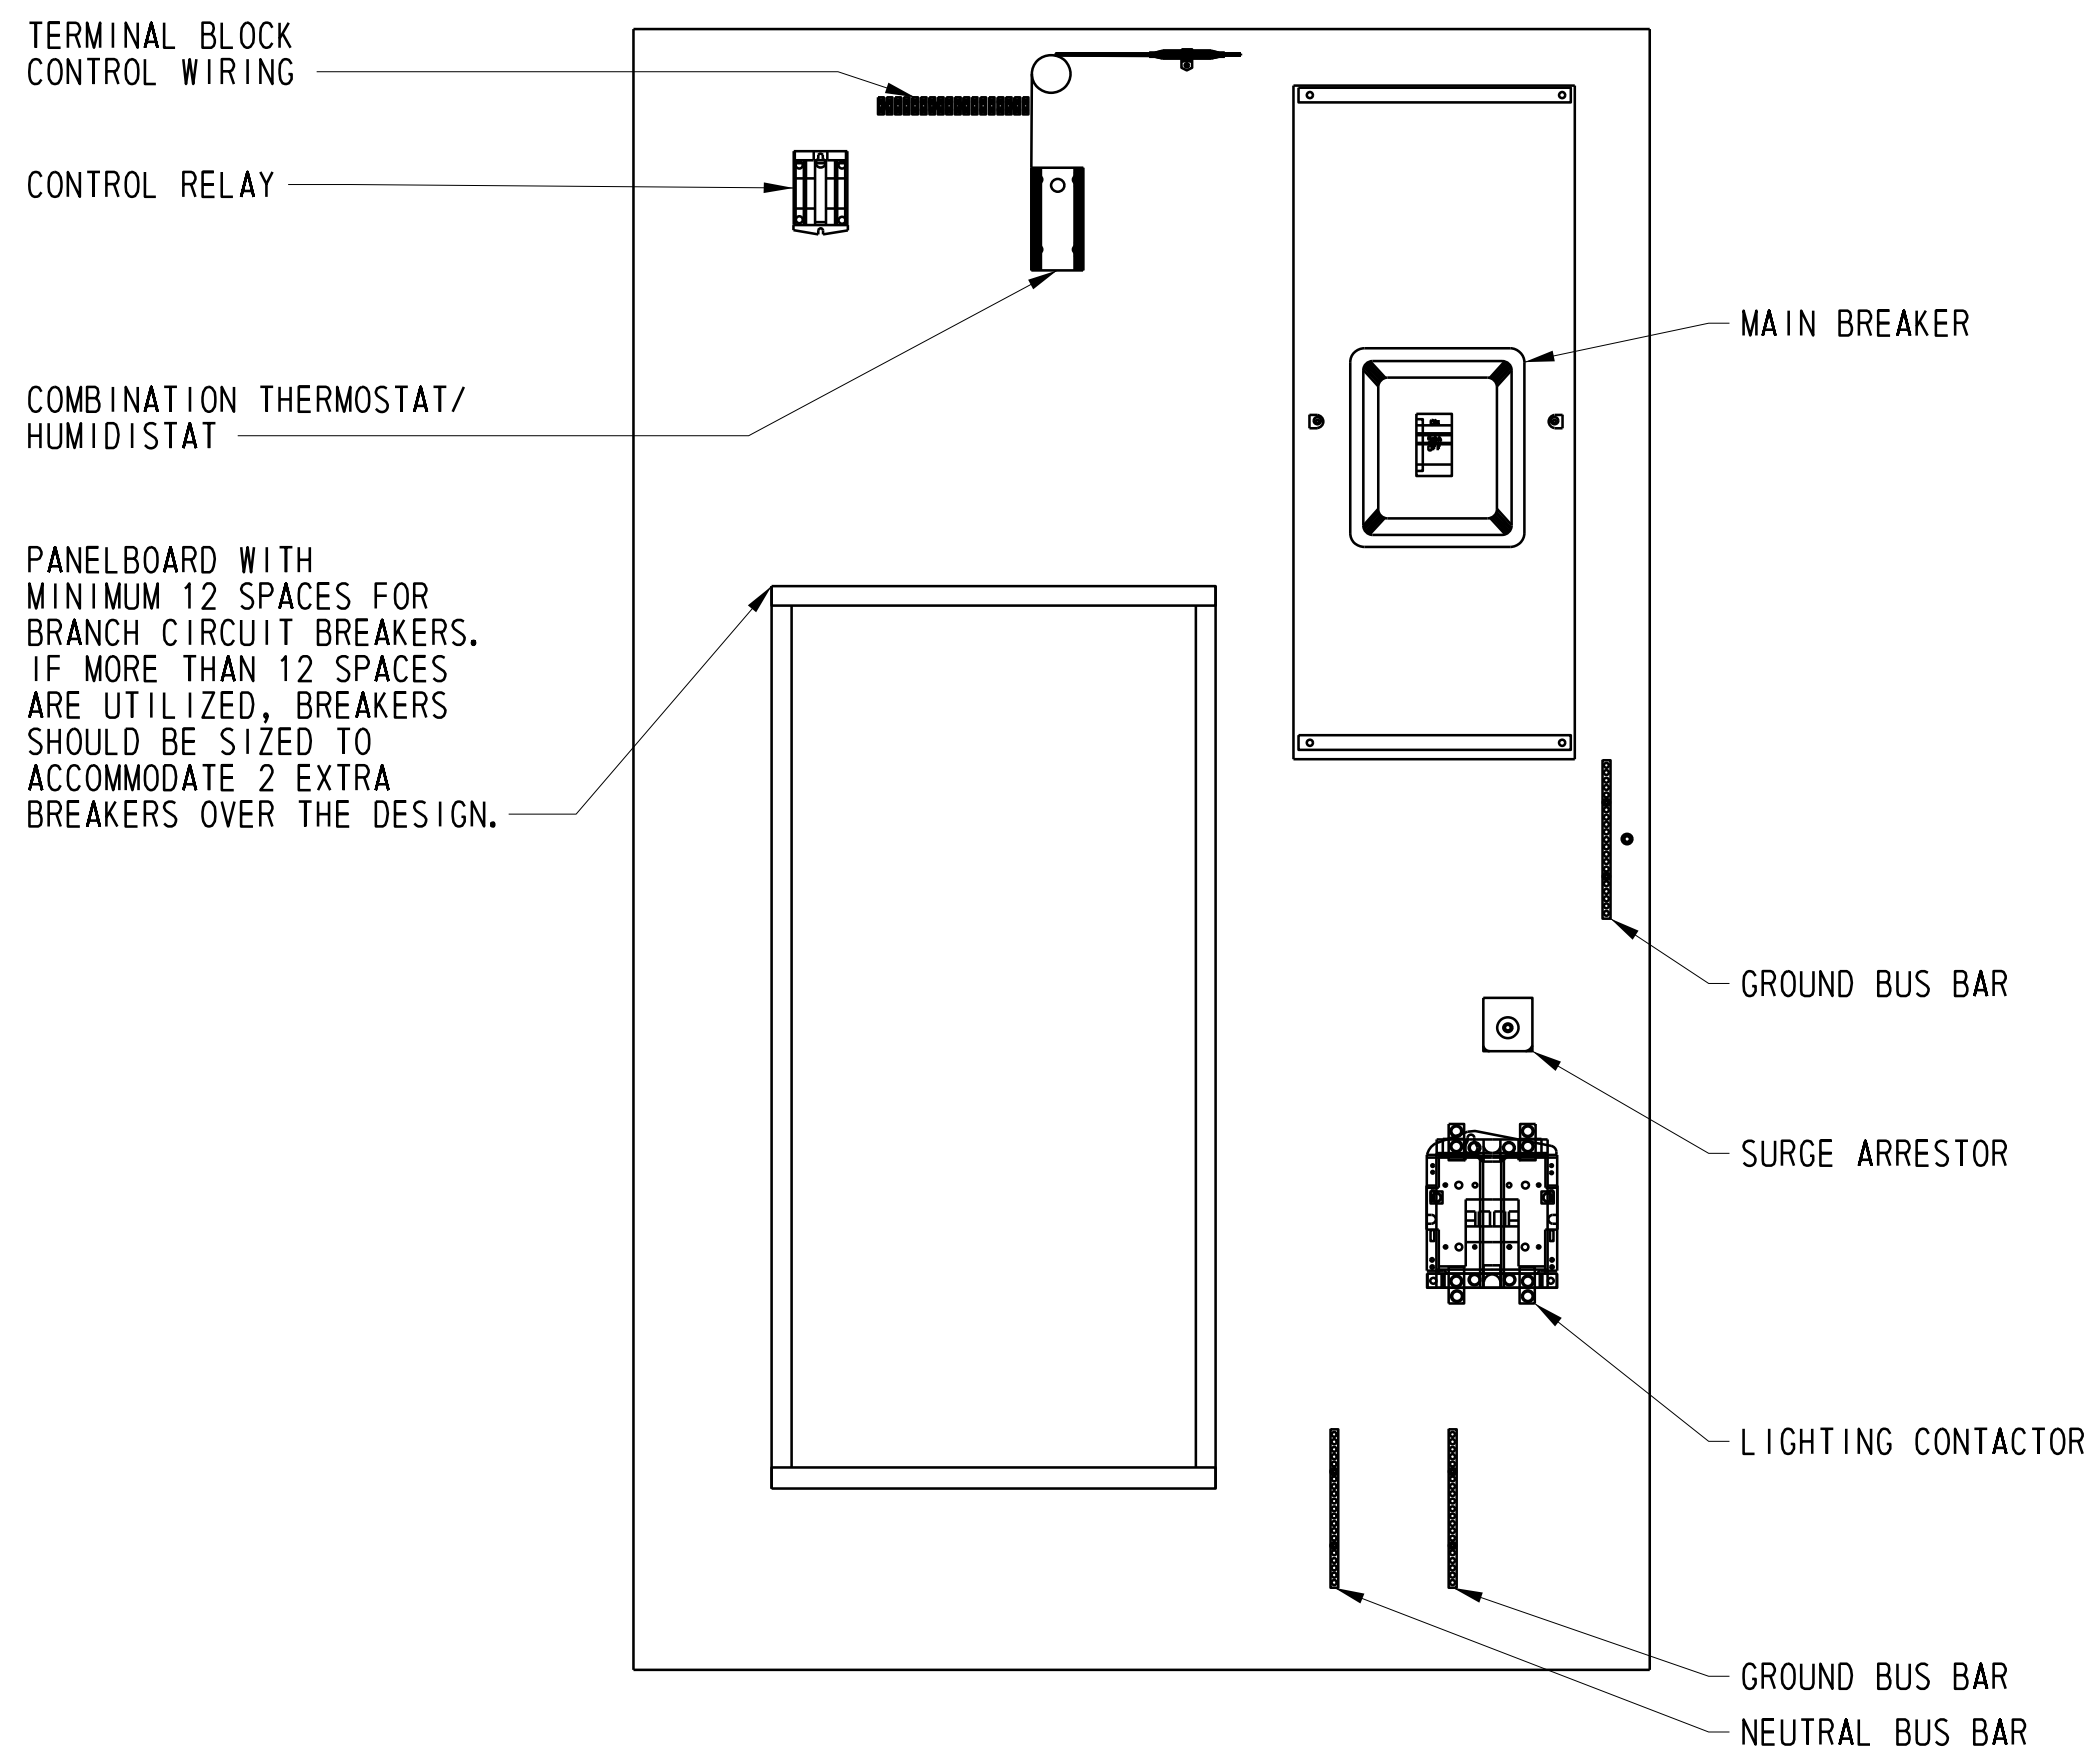 TERMINAL BLOCK
CONTROL WIRING
CONTROL RELAY
COMBINATION THERMOSTAT/
HUMIDISTAT
PANELBOARD WITH
MINIMUM 12 SPACES FOR
BRANCH CIRCUIT BREAKERS.
IF MORE THAN 12 SPACES
ARE UTILIZED, BREAKERS
SHOULD BE SIZED TO
ACCOMMODATE 2 EXTRA
BREAKERS OVER THE DESIGN.
MAIN BREAKER
GROUND BUS BAR
SURGE ARRESTOR
LIGHTING CONTACTOR
GROUND BUS BAR
NEUTRAL BUS BAR